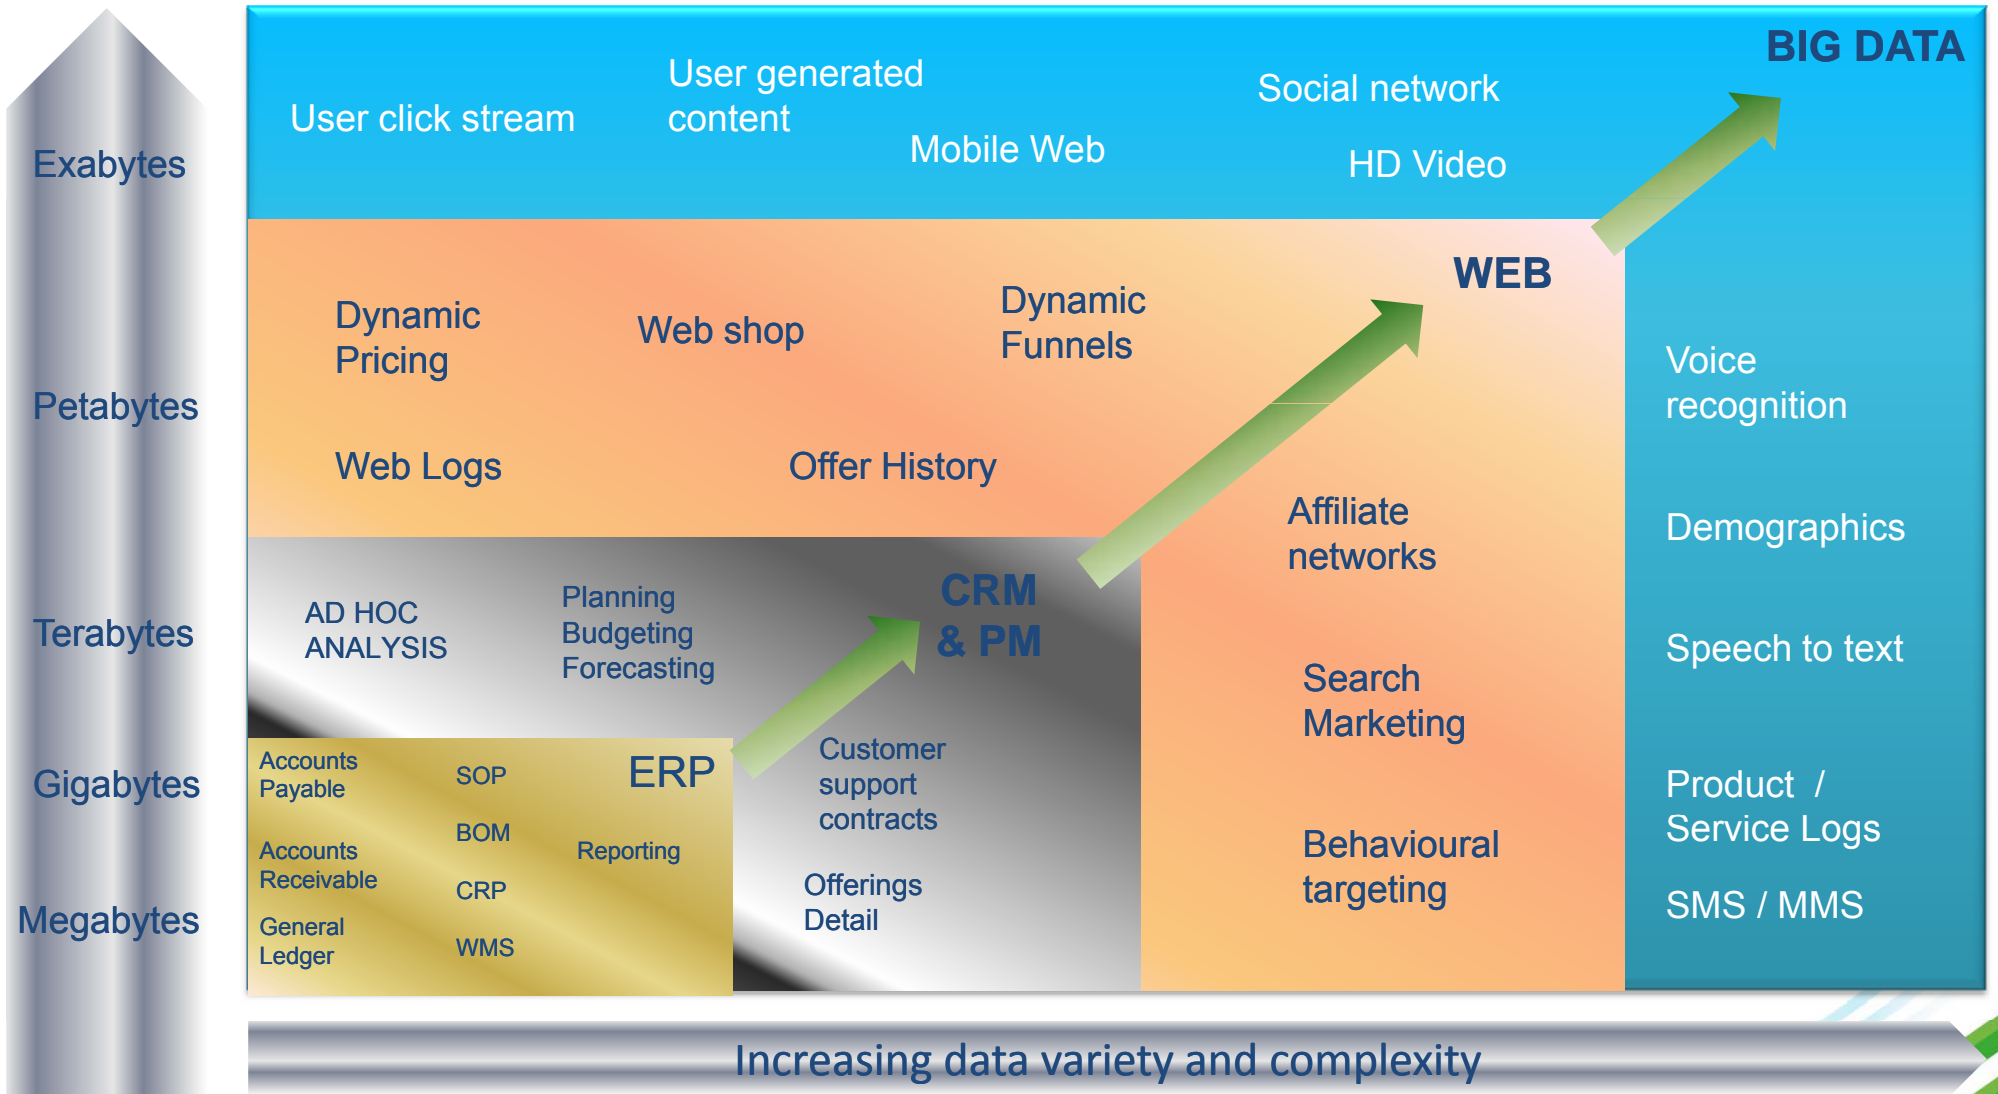 BIG DATA
User click stream
User generated
content
Mobile Web
Social network
HD Video
Exabytes
WEB
Dynamic
Pricing
Web shop
Dynamic
Funnels
Voice
recognition
Petabytes
Web Logs
Offer History
Affiliate
networks
Demographics
CRM
& PM
AD HOC
ANALYSIS
Planning
Budgeting
Forecasting
Terabytes
Speech to text
Search
Marketing
Customer
support
contracts
ERP
Accounts
Payable
SOP
Gigabytes
Product /
Service Logs
BOM
Accounts
Receivable
Reporting
Behavioural
targeting
CRP
Offerings
Detail
SMS / MMS
Megabytes
General
Ledger
WMS
Increasing data variety and complexity